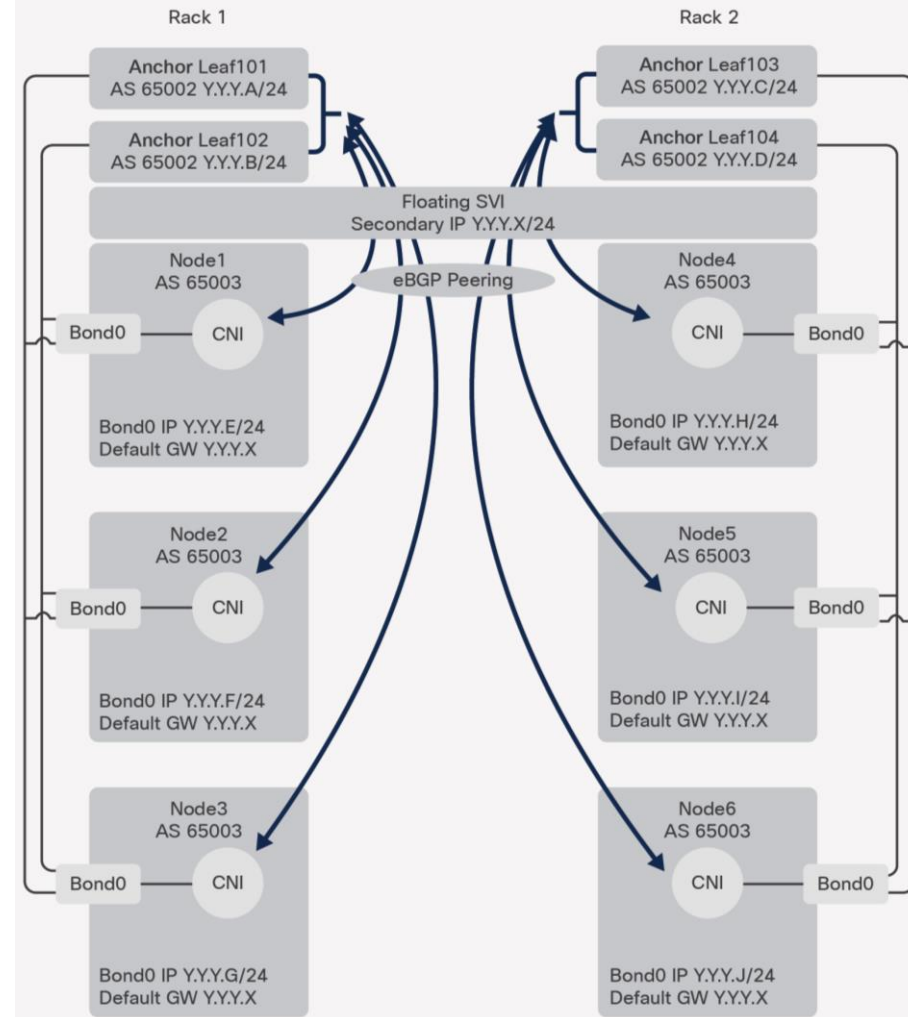 Rack 1
Rack 2
Anchor Leaf101
AS 65002 Y.Y.Y.A/24
Anchor Leaf103
AS 65002 Y.Y.Y.C/24
Anchor Leaf102
AS 65002 Y.Y.Y.B/24
Anchor Leaf104
AS 65002 Y.Y.Y.D/24
Floating SVI
Secondary IP Y.Y.Y.X/24
eBGP Peering
Node1
AS 65003
Bond0
CNI
Bond0 IP Y.Y.Y.E/24
Default GW Y.Y.Y.X
Node4
AS 65003
CNI
Bond0
Bond0 IP Y.Y.Y.H/24
Default GW Y.Y.Y.X
Node2
AS 65003
Bond0
CNI
Bond0 IP Y.Y.Y.F/24
Default GW Y.Y.Y.X
Node5
AS 65003
CNI
Bond0
Bond0 IP Y.Y.Y.I/24
Default GW Y.Y.Y.X
Node3
AS 65003
Bond0
CNI
Bond0 IP Y.Y.Y.G/24
Default GW Y.Y.Y.X
Node6
AS 65003
CNI
Bond0
Bond0 IP Y.Y.Y.J/24
Default GW Y.Y.Y.X